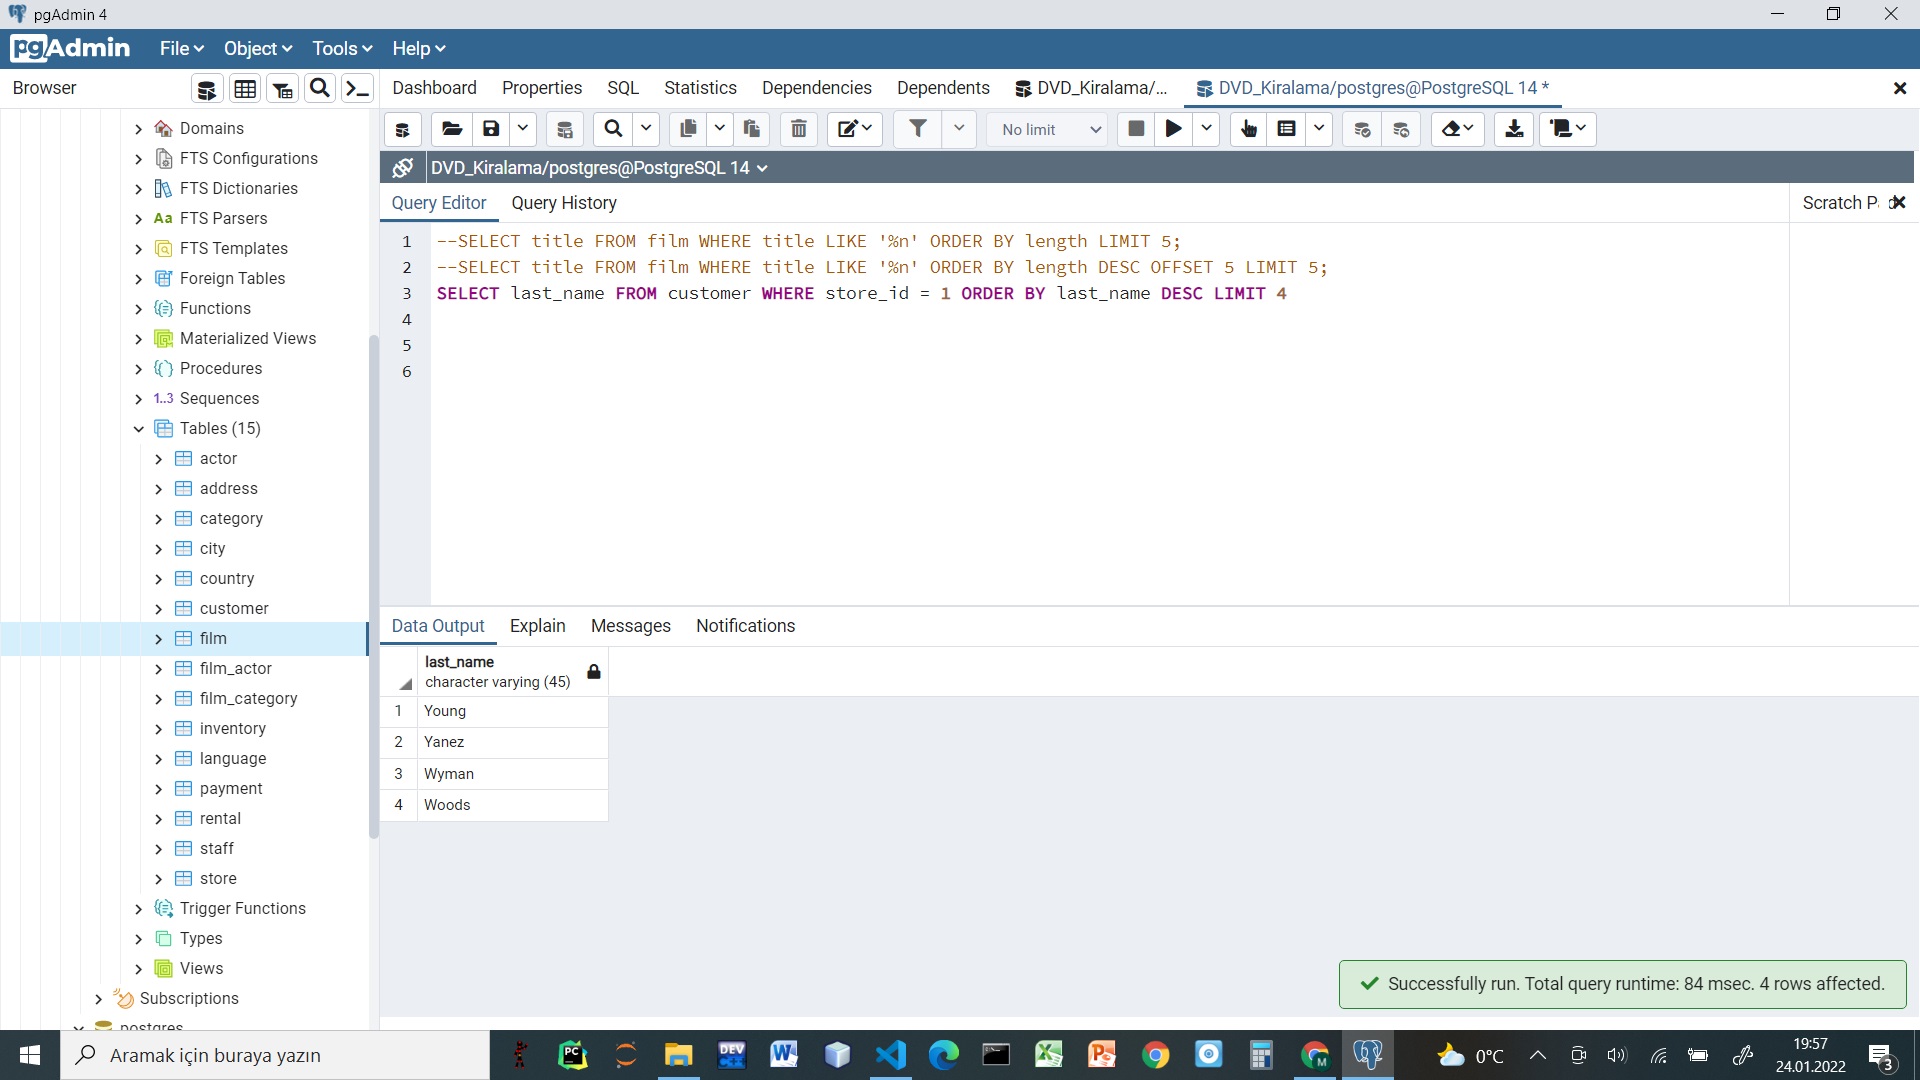 pgAdmin 4
pgAdmin File Object Tools Help
Browser
Dashboard Properties SQL Statistics Dependencies Dependents DVD_Kiralama/... DVD_Kiralama/postgres@PostgreSQL 14 *
No limit
DVD_Kiralama/postgres@PostgreSQL 14
Query Editor Query History
Scratch P
Domains
FTS Configurations
FTS Dictionaries
Aa FTS Parsers
FTS Templates
Foreign Tables
Functions
Materialized Views
Procedures
1..3 Sequences
Tables (15)
actor
address
category
city
country
customer
film
film_actor
film_category
inventory
language
payment
rental
staff
store
Trigger Functions
Types
Views
Subscriptions
postgres
1 --SELECT title FROM film WHERE title LIKE '%n' ORDER BY length LIMIT 5;
2 --SELECT title FROM film WHERE title LIKE '%n' ORDER BY length DESC OFFSET 5 LIMIT 5;
3 SELECT last_name FROM customer WHERE store_id = 1 ORDER BY last_name DESC LIMIT 4
4
5
6
Data Output Explain Messages Notifications
last_name
character varying (45)
1 Young
2 Yanez
3 Wyman
4 Woods
Successfully run. Total query runtime: 84 msec. 4 rows affected.
Aramak için buraya yazın
PC
DEV
0°C
19:57
24.01.2022
3